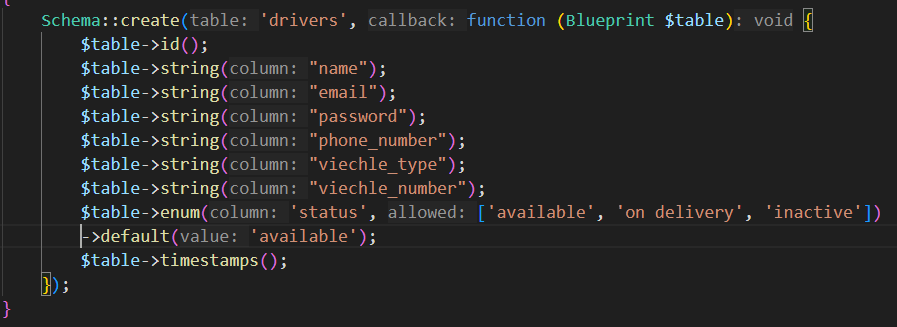 Schema::create(table: 'drivers', callback: function (Blueprint $table): void {
$table->id();
$table->string(column: "name");
$table->string(column: "email");
$table->string(column: "password");
$table->string(column: "phone_number");
$table->string(column: "viechle_type");
$table->string(column: "viechle_number");
$table->enum(column: 'status', allowed: ['available', 'on delivery', 'inactive'])
->default(value: 'available');
$table->timestamps();
});
}